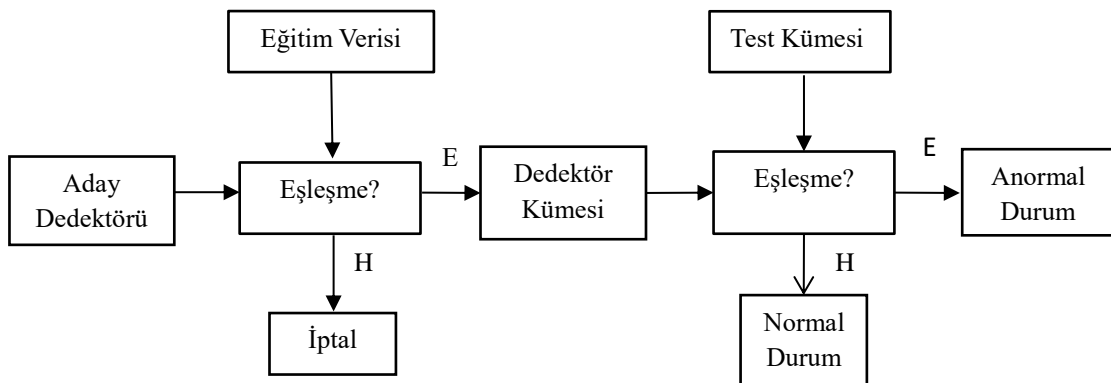 Eğitim Verisi
Test Kümesi
Aday
Dedektörü
Eşleşme?
E
Dedektör
Kümesi
Eşleşme?
E
Anormal
Durum
H
H
İptal
Normal
Durum